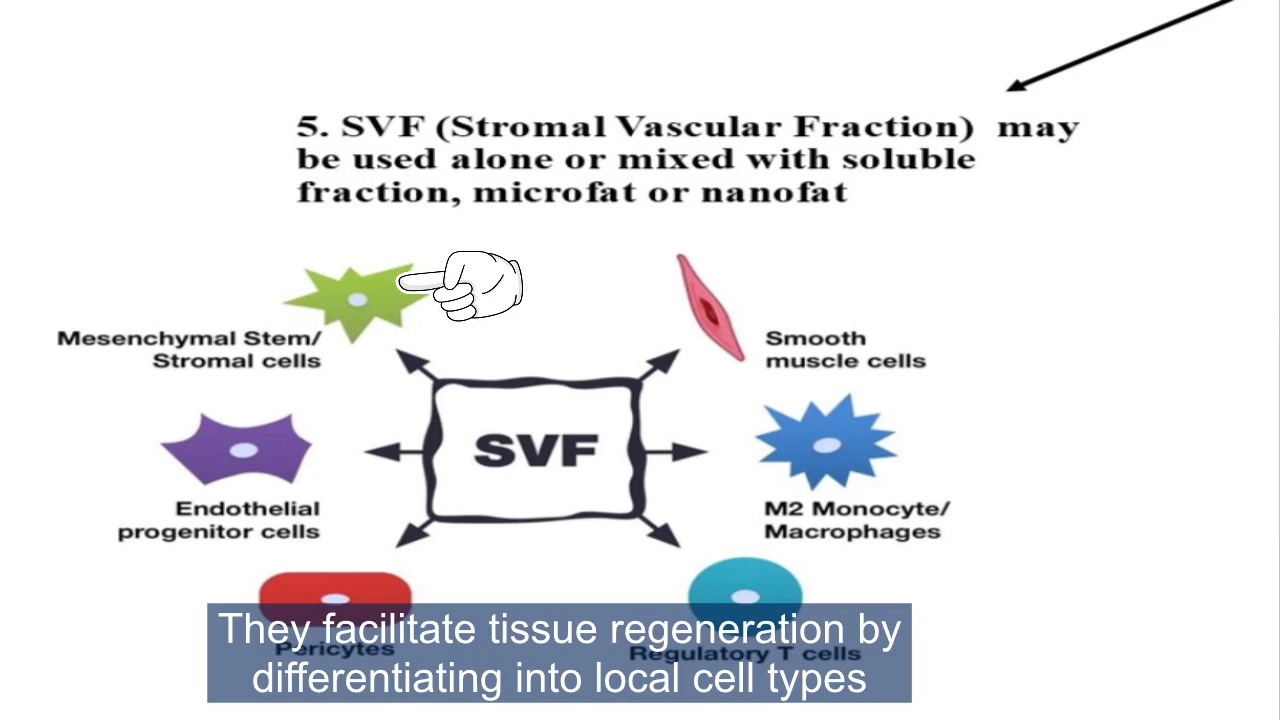 5. SVF (Stromal Vascular Fraction) may
be used alone or mixed with soluble
fraction, microfat or nanofat
Mesenchymal Stem/
Stromal cells
Smooth
muscle cells
SVF
Endothelial
progenitor cells
M2 Monocyte/
Macrophages
Pericytes
Regulatory T cells
They facilitate tissue regeneration by
differentiating into local cell types